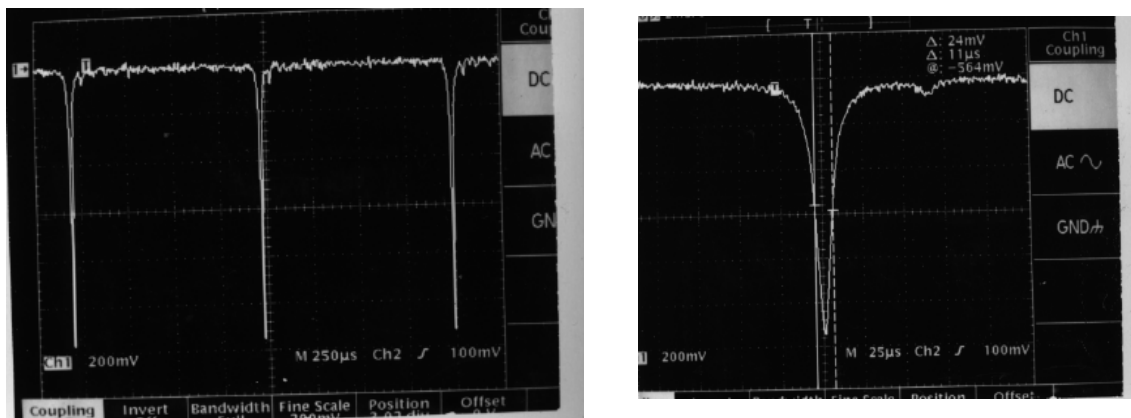 Coupling
DC
AC
GN
Ch1 200mV
M 250µs Ch2 100mV
Coupling Invert Bandwidth Fine Scale Position Offset
Δ: 24mV
Δ: 11µs
@: -564mV
Ch1
Coupling
DC
AC
GND
200mV
M 25µs Ch2 100mV
Position Offset